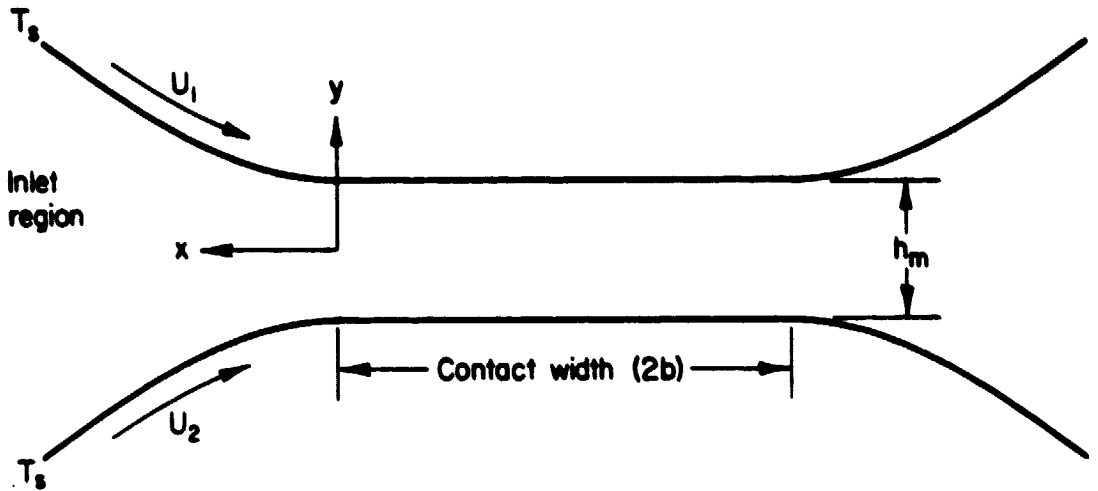 Tₛ
U₁
y
Inlet
region
x
hₘ
Contact width (2b)
U₂
Tₛ